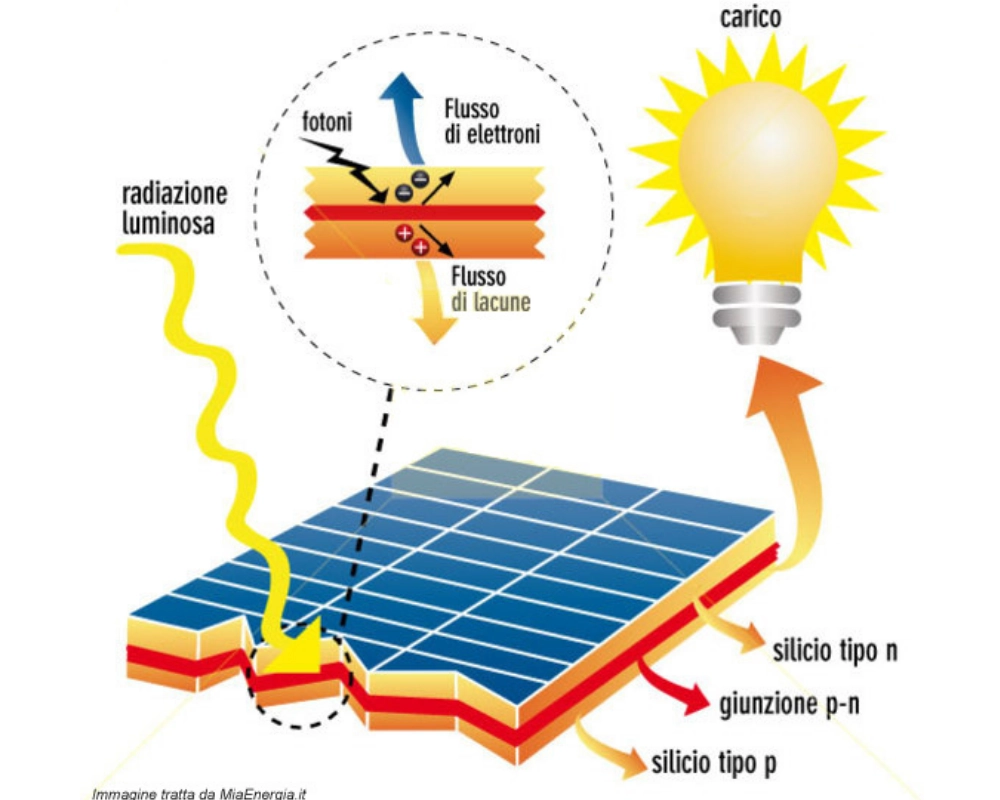 carico
fotoni
Flusso
di elettroni
radiazione
luminosa
Flusso
di lacune
silicio tipo n
giunzione p-n
silicio tipo p
Immagine tratta da MiaEnergia.it